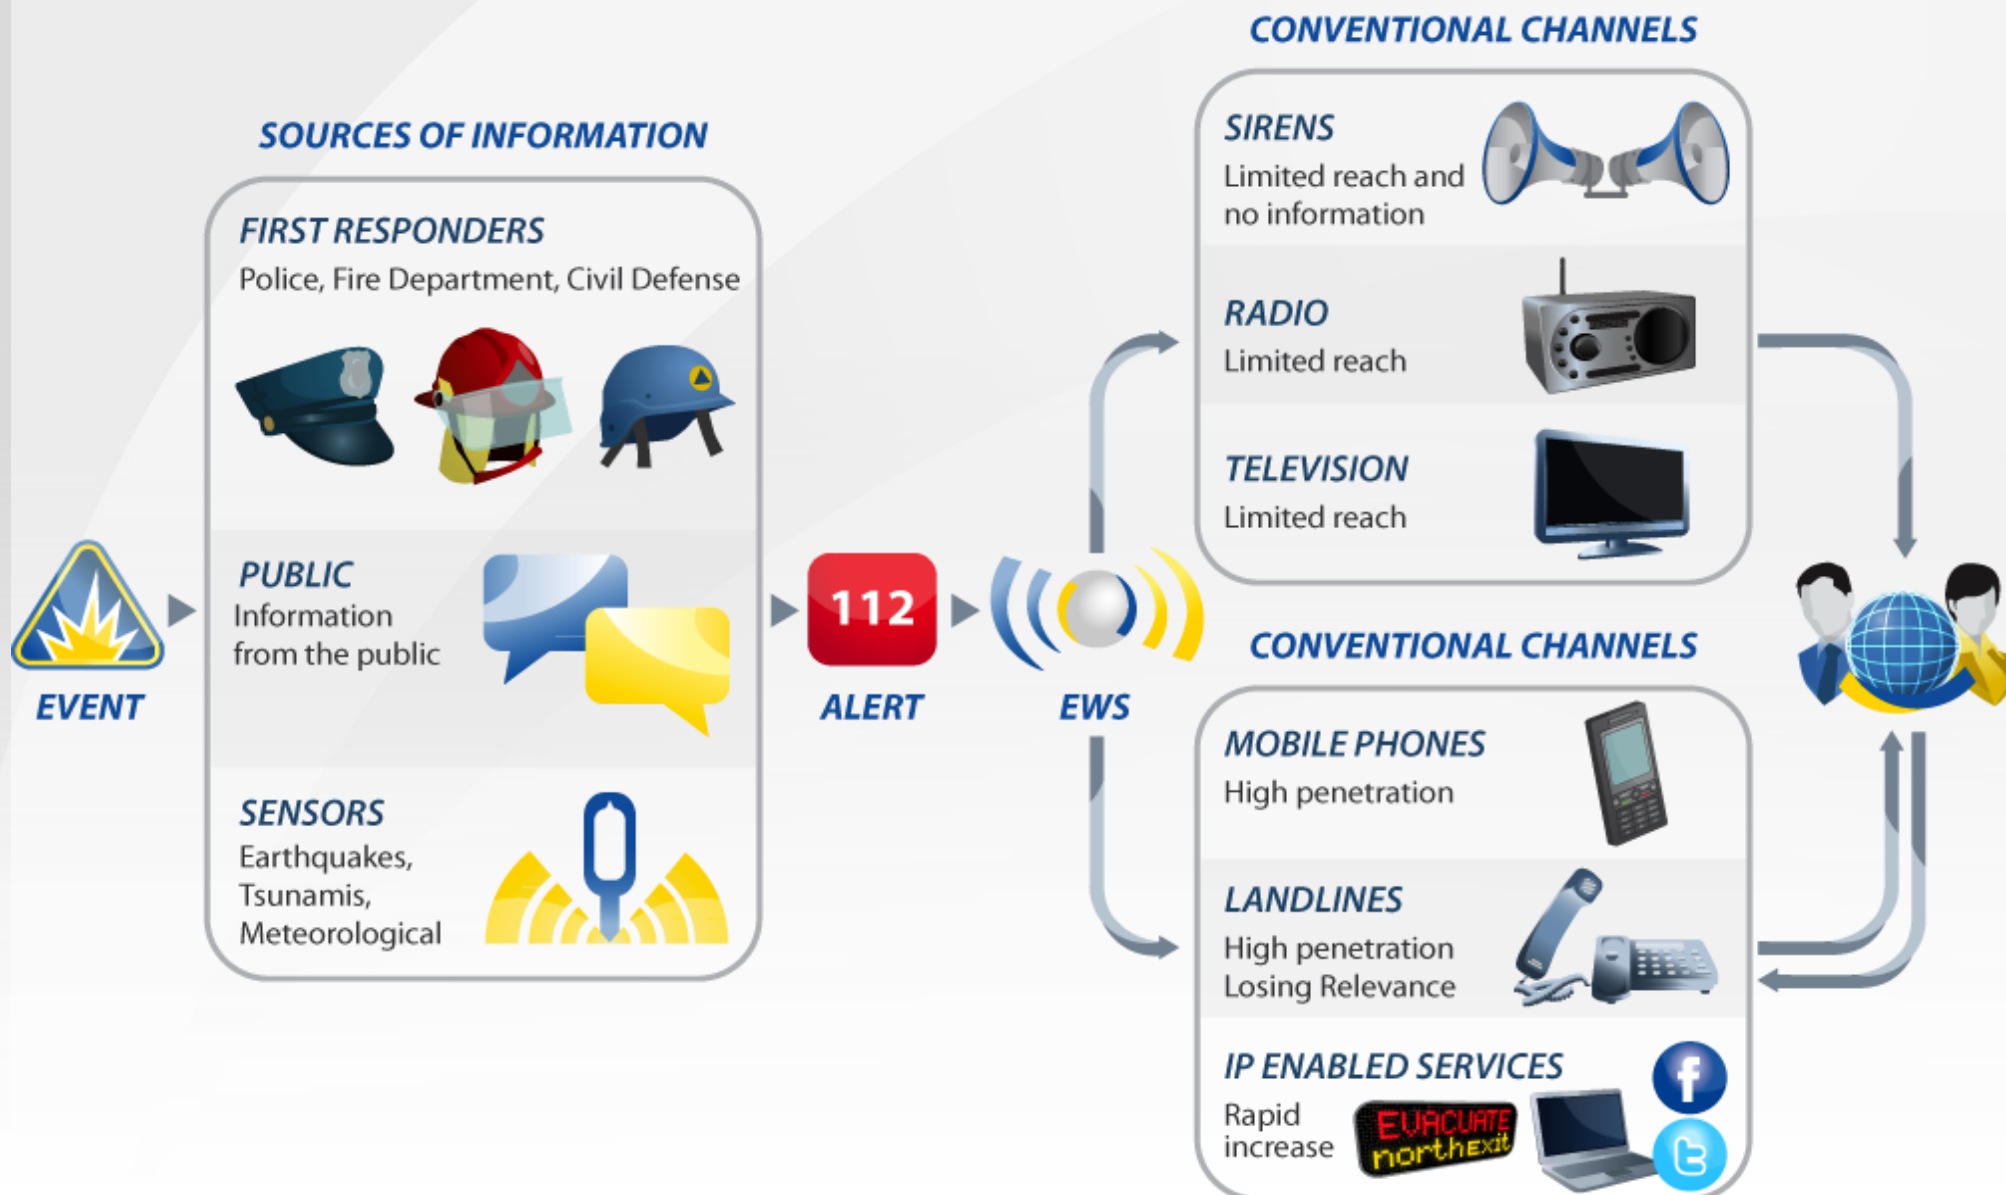 CONVENTIONAL CHANNELS
SIRENS
Limited reach and
no information
RADIO
Limited reach
TELEVISION
Limited reach
SOURCES OF INFORMATION
FIRST RESPONDERS
Police, Fire Department, Civil Defense
PUBLIC
Information
from the public
SENSORS
Earthquakes,
Tsunamis,
Meteorological
EVENT
112
ALERT
EWS
CONVENTIONAL CHANNELS
MOBILE PHONES
High penetration
LANDLINES
High penetration
Losing Relevance
IP ENABLED SERVICES
Rapid
increase
EVACUATE
northExit
f
t